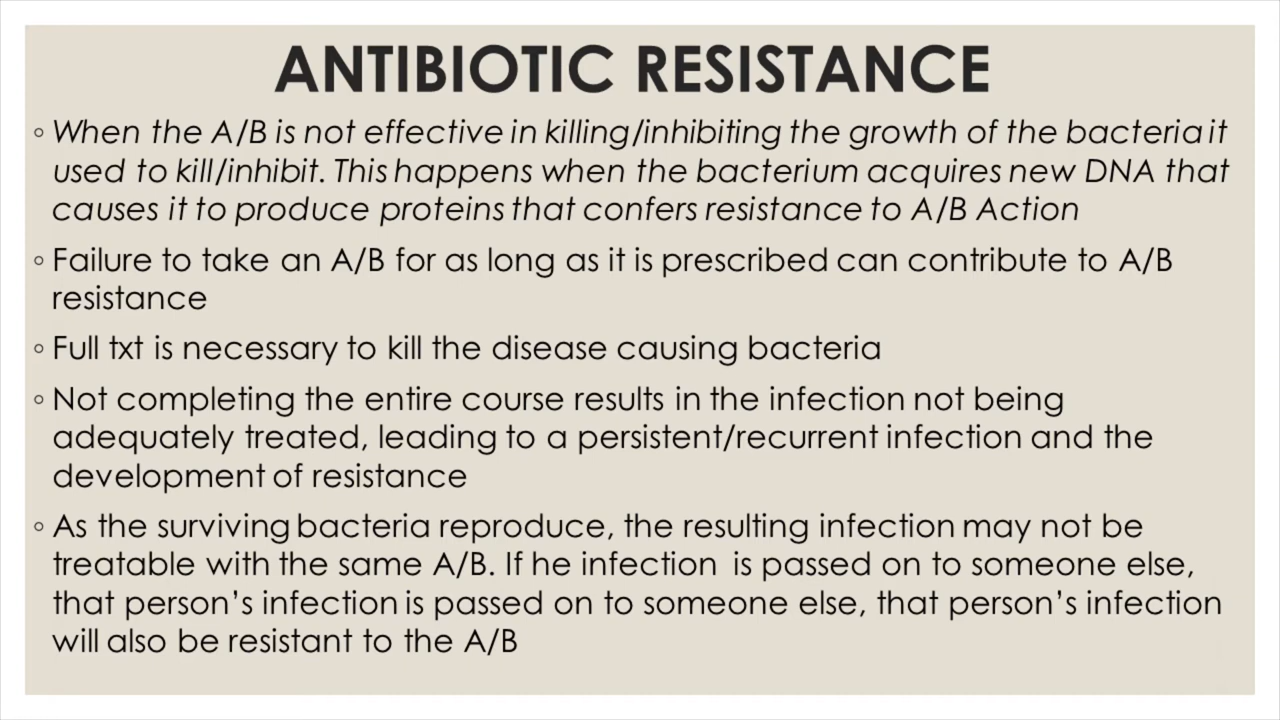 ANTIBIOTIC RESISTANCE
◦ When the A/B is not effective in killing/inhibiting the growth of the bacteria it
used to kill/inhibit. This happens when the bacterium acquires new DNA that
causes it to produce proteins that confers resistance to A/B Action
◦ Failure to take an A/B for as long as it is prescribed can contribute to A/B
resistance
◦ Full txt is necessary to kill the disease causing bacteria
◦ Not completing the entire course results in the infection not being
adequately treated, leading to a persistent/recurrent infection and the
development of resistance
◦ As the surviving bacteria reproduce, the resulting infection may not be
treatable with the same A/B. If he infection is passed on to someone else,
that person's infection is passed on to someone else, that person's infection
will also be resistant to the A/B